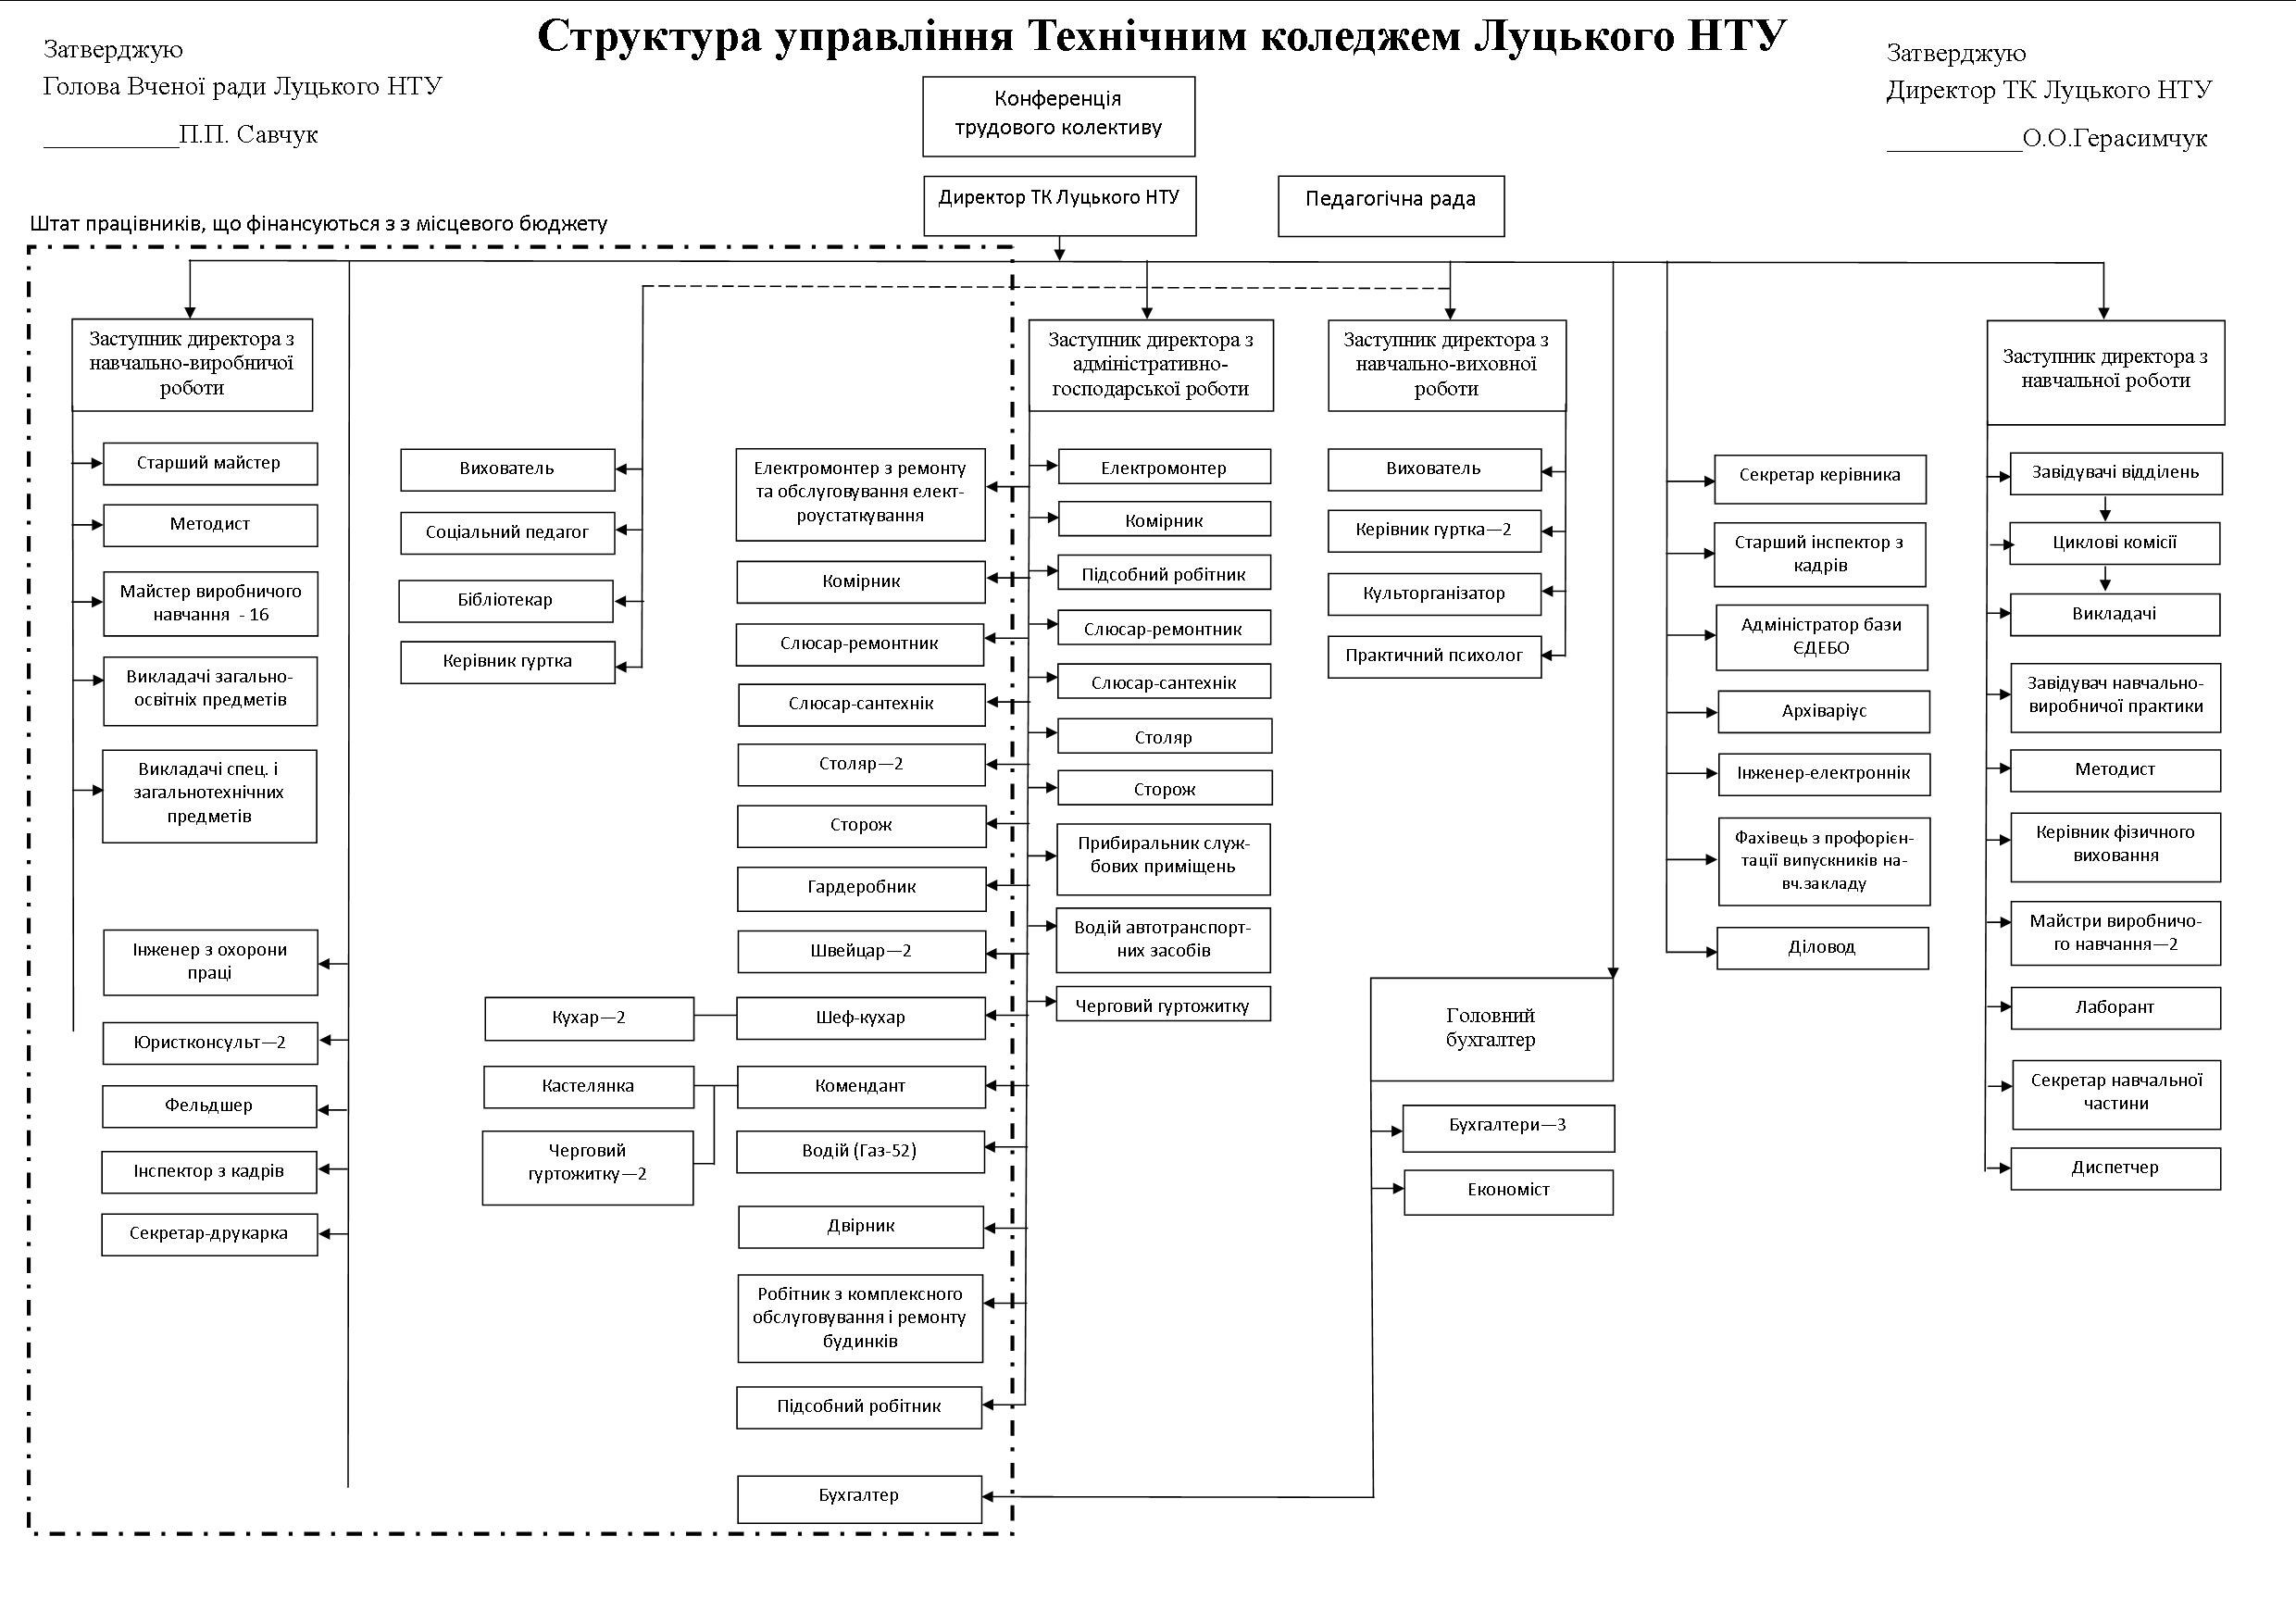 Структура управління Технічним коледжем Луцького НТУ
Затверджую
Голова Вченої ради Луцького НТУ
__________П.П. Савчук
Затверджую
Директор ТК Луцького НТУ
__________О.О.Герасимчук
Конференція
трудового колективу
Директор ТК Луцького НТУ
Педагогічна рада
Штат працівників, що фінансуються з з місцевого бюджету
Заступник директора з
навчально-виробничої
роботи
Старший майстер
Методист
Майстер виробничого
навчання - 16
Викладачі загально-
освітніх предметів
Викладачі спец. і
загальнотехнічних
предметів
Інженер з охорони
праці
Юристконсульт—2
Фельдшер
Інспектор з кадрів
Секретар-друкарка
Вихователь
Соціальний педагог
Бібліотекар
Керівник гуртка
Кухар—2
Кастелянка
Черговий
гуртожитку—2
Електромонтер з ремонту
та обслуговування елект-
роустаткування
Комірник
Слюсар-ремонтник
Слюсар-сантехнік
Столяр—2
Сторож
Гардеробник
Швейцар—2
Шеф-кухар
Комендант
Водій (Газ-52)
Двірник
Робітник з комплексного
обслуговування і ремонту
будинків
Підсобний робітник
Бухгалтер
Заступник директора з
адміністративно-
господарської роботи
Електромонтер
Комірник
Підсобний робітник
Слюсар-ремонтник
Слюсар-сантехнік
Столяр
Сторож
Прибиральник служ-
бових приміщень
Водій автотранспорт-
них засобів
Черговий гуртожитку
Заступник директора з
навчально-виховної
роботи
Вихователь
Керівник гуртка—2
Культорганізатор
Практичний психолог
Головний
бухгалтер
Бухгалтери—3
Економіст
Секретар керівника
Старший інспектор з
кадрів
Адміністратор бази
ЄДЕБО
Архіваріус
Інженер-електроннік
Фахівець з профорієн-
тації випускників на-
вч.закладу
Діловод
Заступник директора з
навчальної роботи
Завідувачі відділень
Циклові комісії
Викладачі
Завідувач навчально-
виробничої практики
Методист
Керівник фізичного
виховання
Майстри виробничо-
го навчання—2
Лаборант
Секретар навчальної
частини
Диспетчер